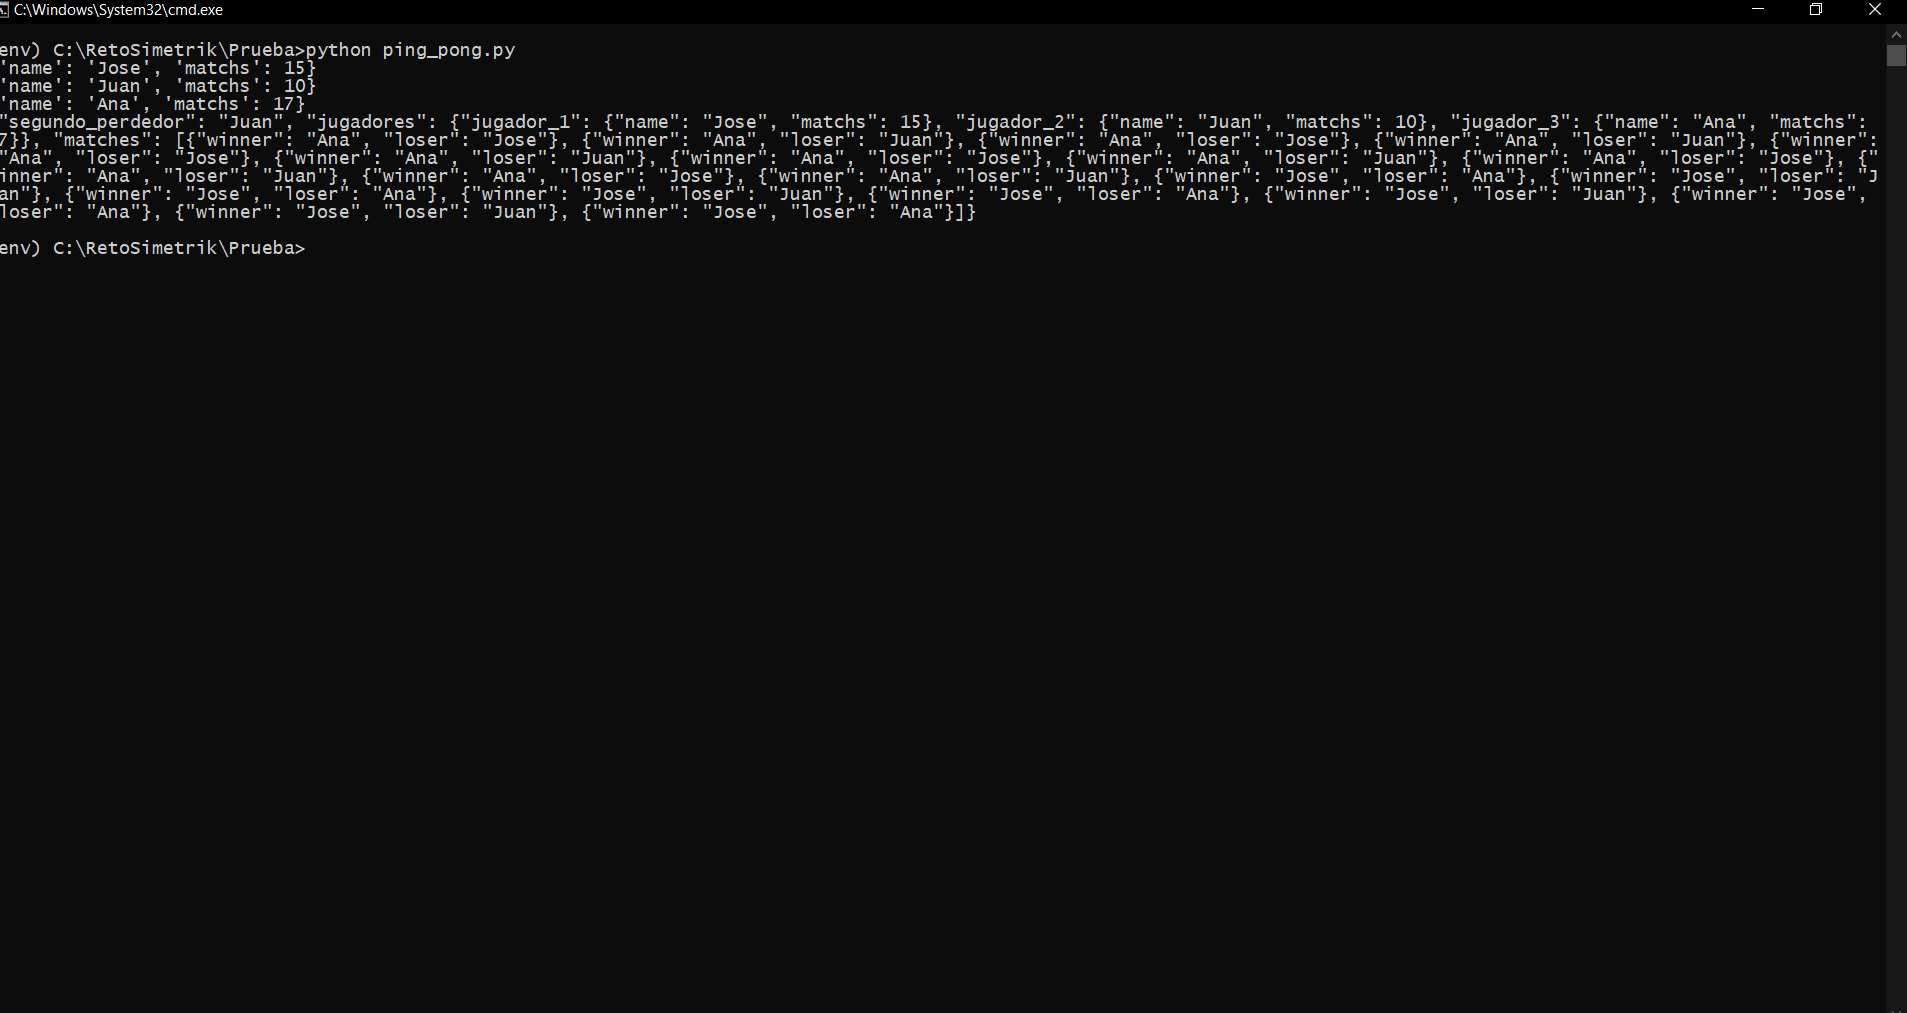 C:\Windows\System32\cmd.exe
env) C:\RetoSimetrik\Prueba>python ping_pong.py
'name': 'Jose', 'matchs': 15}
'name': 'Juan', 'matchs': 10}
'name': 'Ana', 'matchs': 17}
"segundo_perdedor": "Juan", "jugadores": {"jugador_1": {"name": "Jose", "matchs": 15}, "jugador_2": {"name": "Juan", "matchs": 10}, "jugador_3": {"name": "Ana", "matchs":
7}}, "matches": [{"winner": "Ana", "loser": "Jose"}, {"winner": "Ana", "loser": "Juan"}, {"winner": "Ana", "loser": "Jose"}, {"winner": "Ana", "loser": "Juan"}, {"winner":
"Ana", "loser": "Jose"}, {"winner": "Ana", "loser": "Juan"}, {"winner": "Ana", "loser": "Jose"}, {"winner": "Ana", "loser": "Juan"}, {"winner": "Ana", "loser": "Jose"}, {"
inner": "Ana", "loser": "Juan"}, {"winner": "Ana", "loser": "Jose"}, {"winner": "Ana", "loser": "Juan"}, {"winner": "Jose", "loser": "Ana"}, {"winner": "Jose", "loser": "J
an"}, {"winner": "Jose", "loser": "Ana"}, {"winner": "Jose", "loser": "Juan"}, {"winner": "Jose", "loser": "Ana"}, {"winner": "Jose", "loser": "Juan"}, {"winner": "Jose",
loser": "Ana"}, {"winner": "Jose", "loser": "Juan"}, {"winner": "Jose", "loser": "Ana"}]}
env) C:\RetoSimetrik\Prueba>